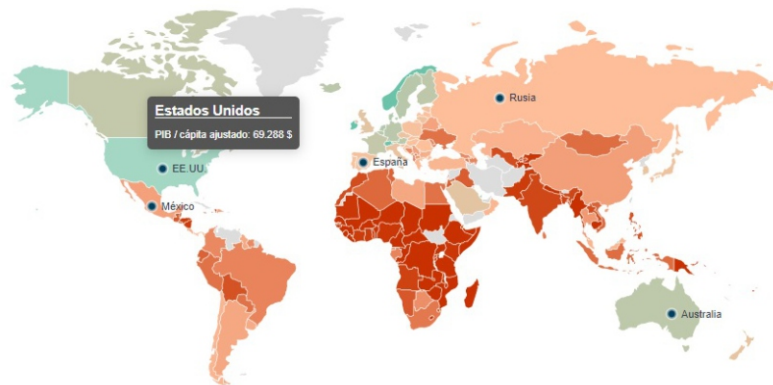 Rusia
Estados Unidos
PIB / cápita ajustado: 69.288 $
España
EE.UU
México
Australia